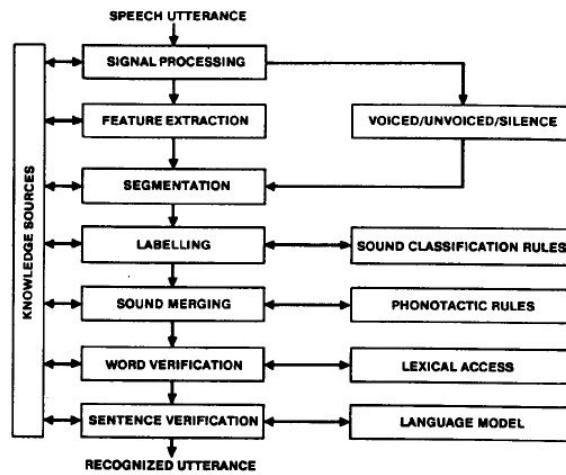 SPEECH UTTERANCE
SIGNAL PROCESSING
FEATURE EXTRACTION
VOICED/UNVOICED/SILENCE
SEGMENTATION
LABELLING
SOUND CLASSIFICATION RULES
SOUND MERGING
PHONOTACTIC RULES
WORD VERIFICATION
LEXICAL ACCESS
SENTENCE VERIFICATION
LANGUAGE MODEL
RECOGNIZED UTTERANCE
KNOWLEDGE SOURCES